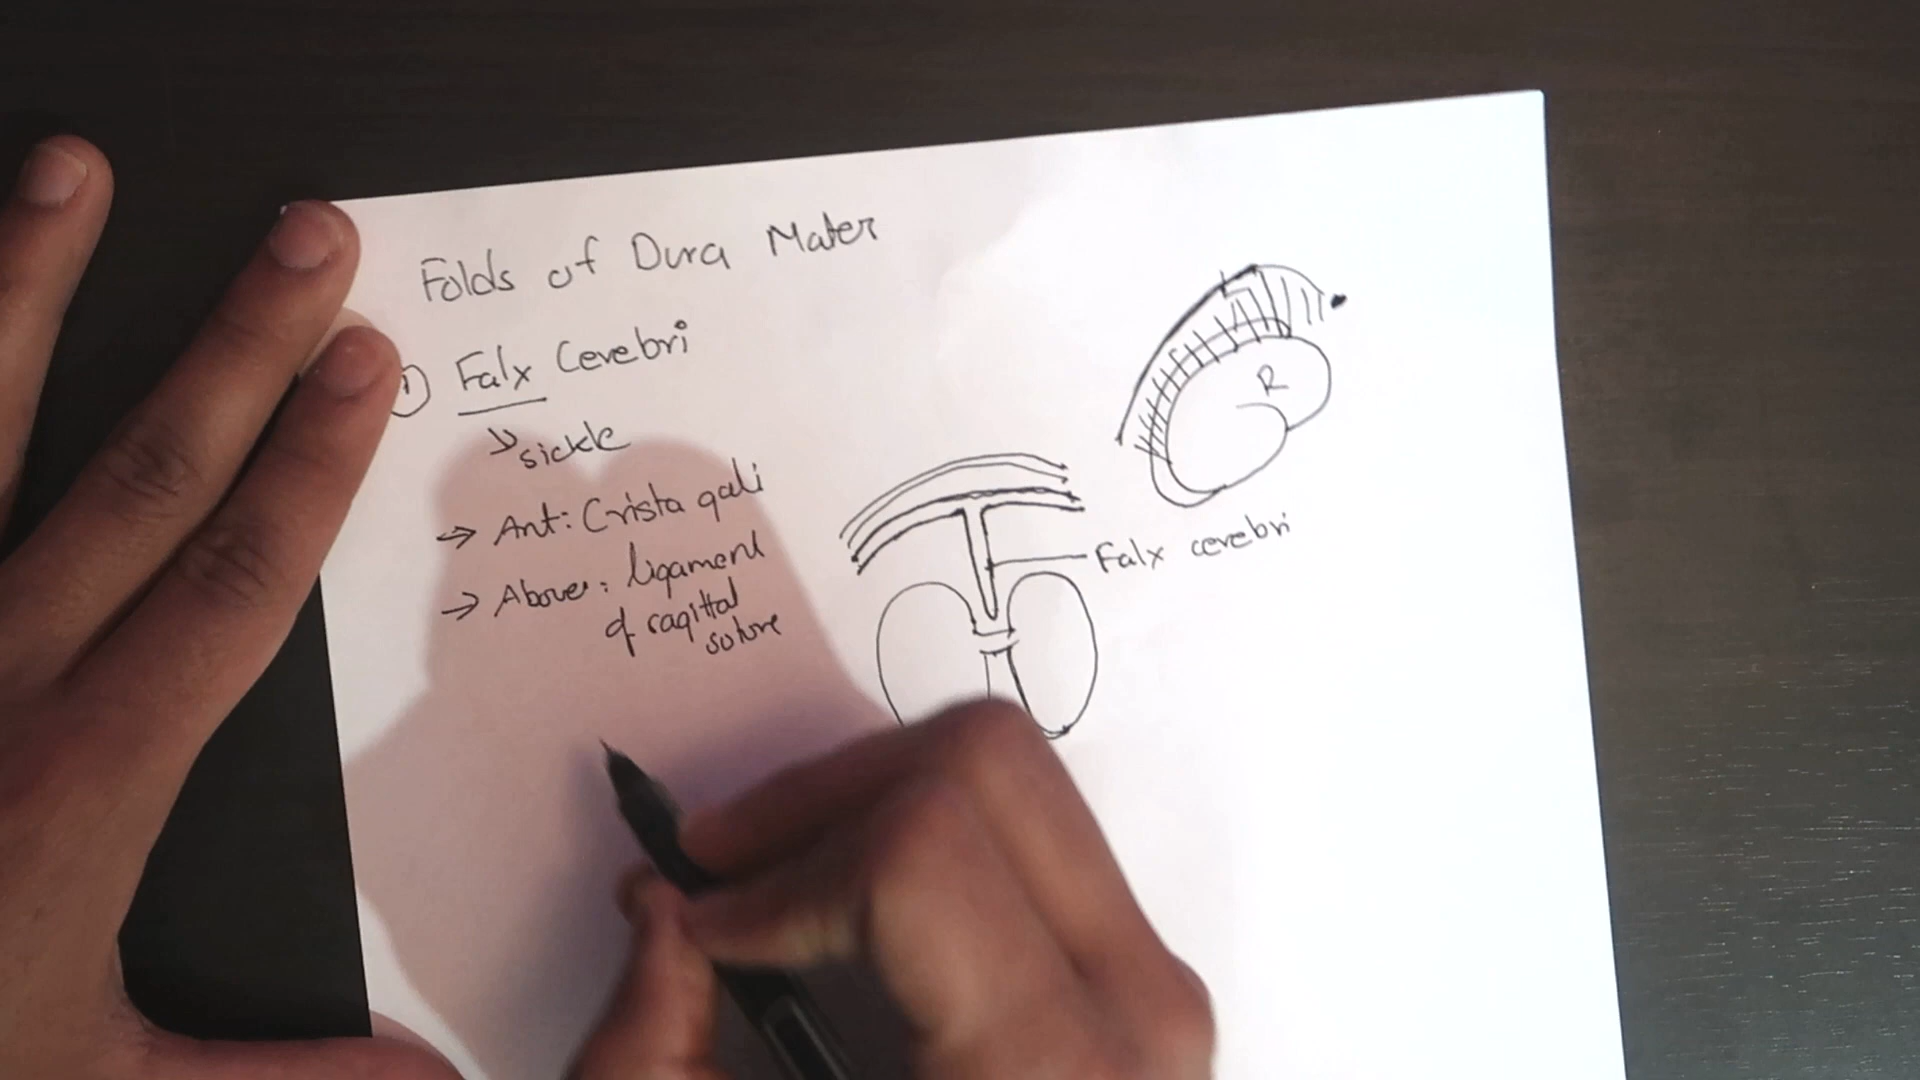 Folds of Dura Mater
① Falx Cerebri
sickle
→ Ant: Crista gali
→ Above: ligament
of sagittal
suture
R
Falx cerebri